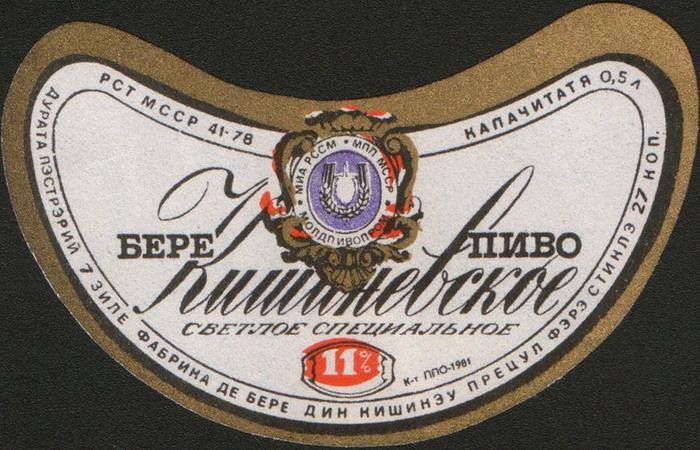 РСТ МССР 41-78
КАПАЧИТАТЯ 0,5 л
МИА РССМ • МПП МССР
• МОЛДПИВОПРОМ •
БЕРЕ ПИВО
Кишиневское
СВЕТЛОЕ СПЕЦИАЛЬНОЕ
11%
К-т ППО-1981
ДУРАТА ПЭСТРЭРИЙ 7 ЗИЛЕ ФАБРИКА ДЕ БЕРЕ ДИН КИШИНЭУ ПРЕЦУЛ ФЭРЭ СТИКЛЭ 27 КОП.